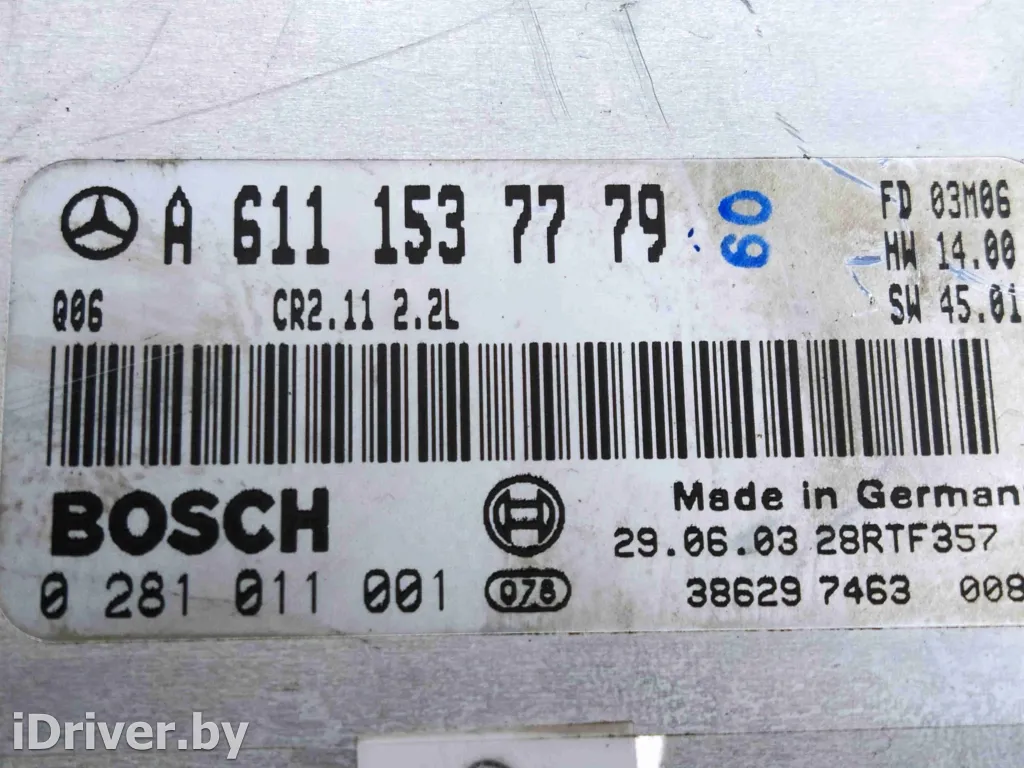 A 611 153 77 79 60 FD 03M06
HW 14.00
Q06 CR2.11 2.2L SW 45.01
BOSCH Made in German
29.06.03 28RTF357
0 281 011 001 078 386297 7463 008
iDriver.by